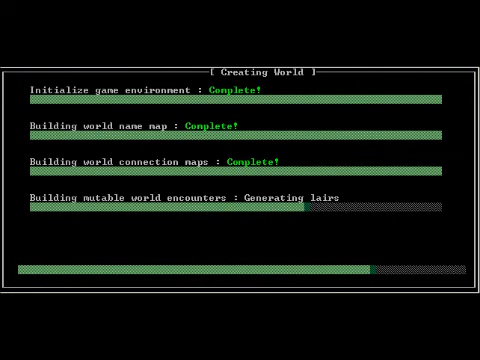 [ Creating World ]
Initialize game environment : Complete!
Building world name map : Complete!
Building world connection maps : Complete!
Building mutable world encounters : Generating lairs